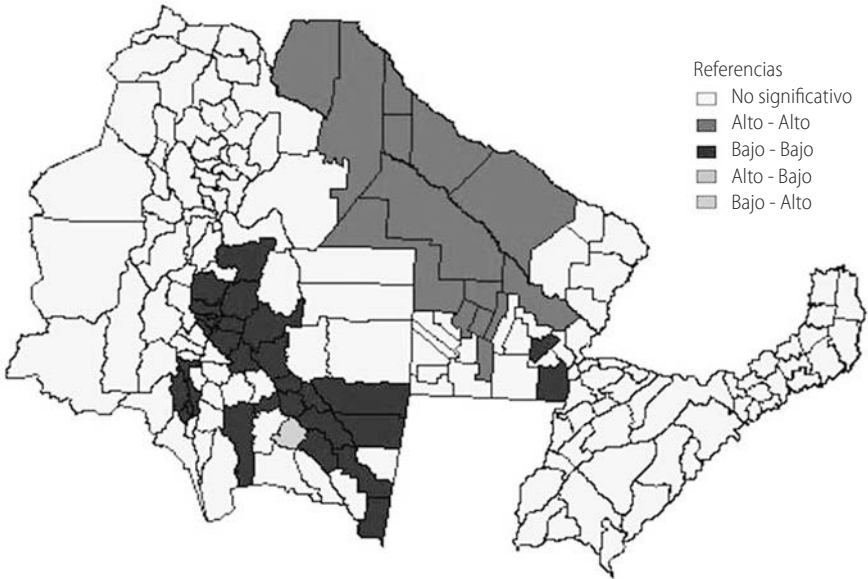 Referencias
No significativo
Alto - Alto
Bajo - Bajo
Alto - Bajo
Bajo - Alto